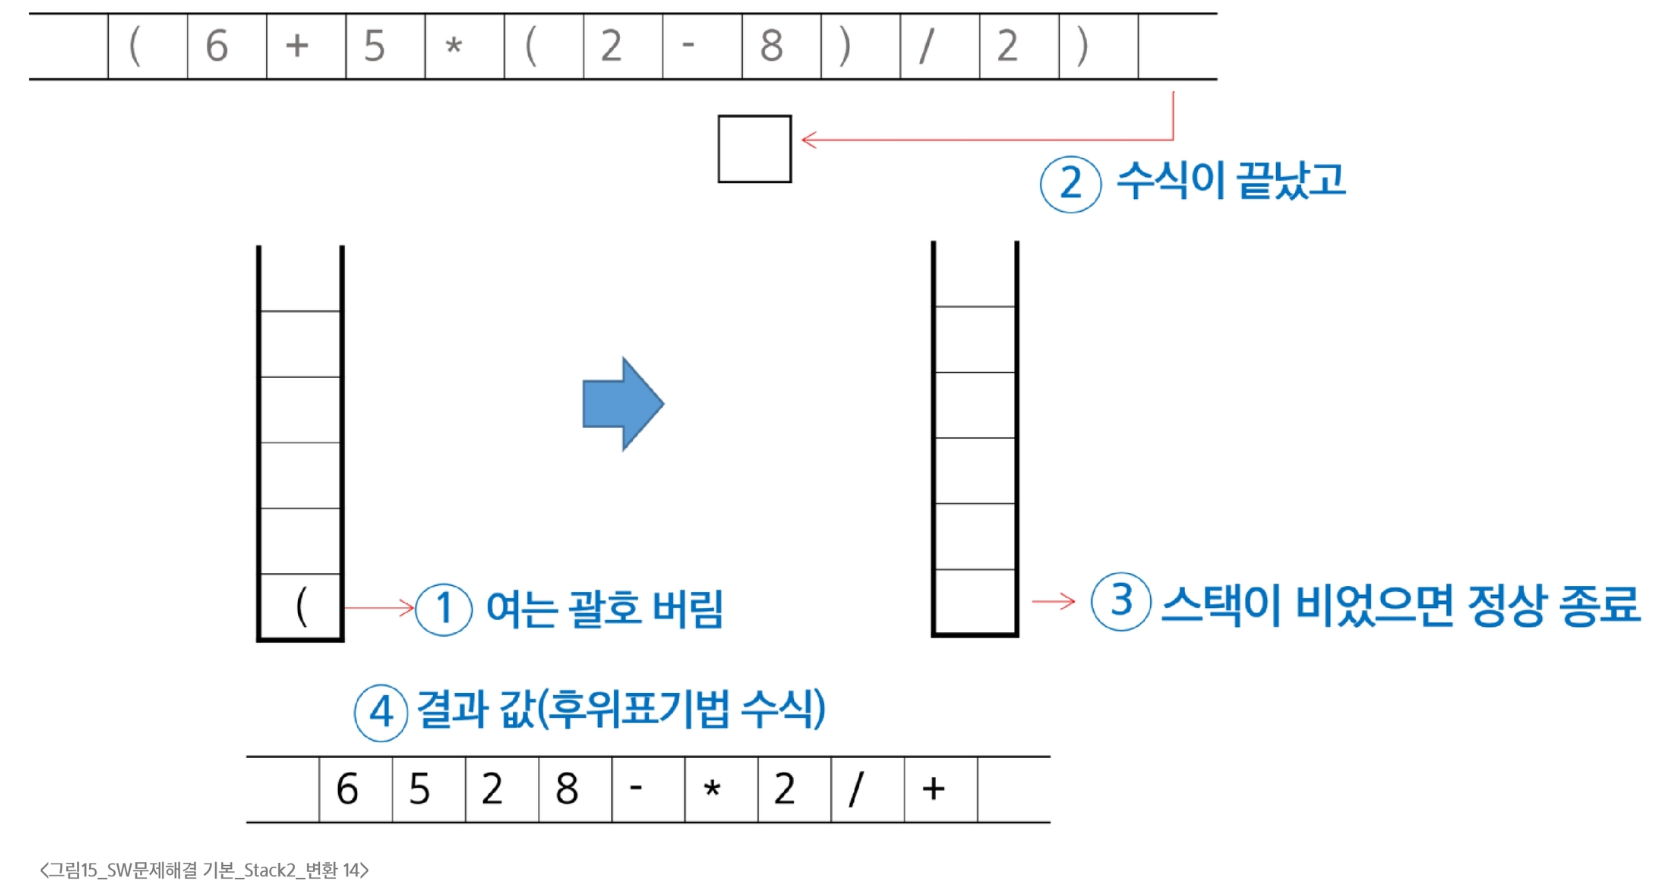 ( 6 + 5 * ( 2 - 8 ) / 2 )
② 수식이 끝났고
(
① 여는 괄호 버림
③ 스택이 비었으면 정상 종료
④ 결과 값(후위표기법 수식)
6 5 2 8 - * 2 / +
<그림15_SW문제해결 기본_Stack2_변환 14>